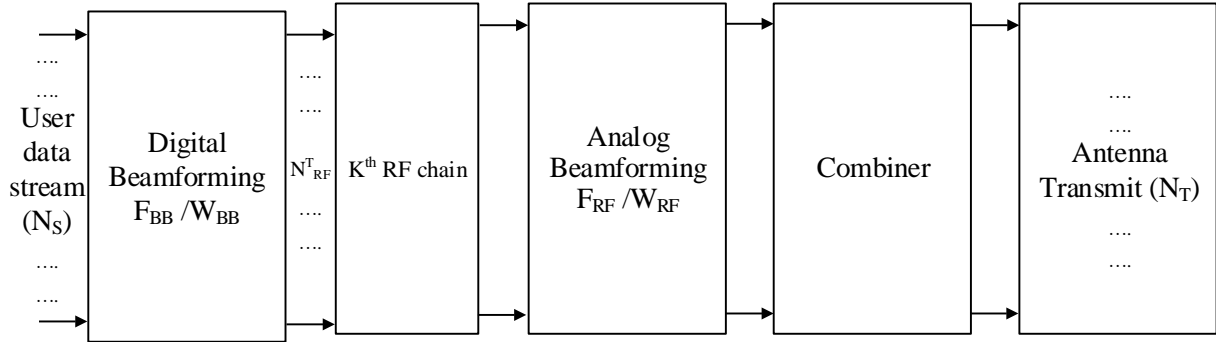 ....
....
User
data
stream
(N_S)
....
....
Digital
Beamforming
F_BB /W_BB
....
....
N^T_RF
....
....
K^th RF chain
Analog
Beamforming
F_RF /W_RF
Combiner
....
....
Antenna
Transmit (N_T)
....
....